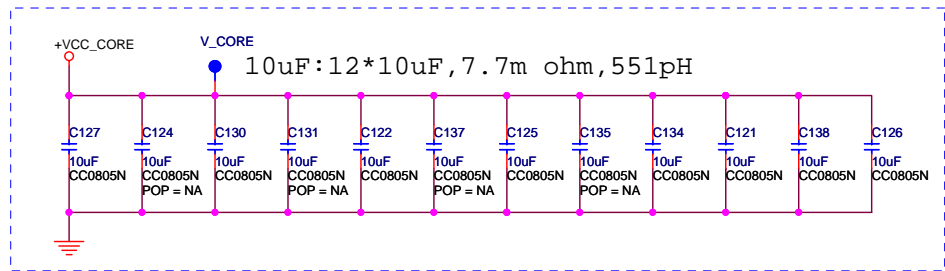 +VCC_CORE
V_CORE
10uF:12*10uF,7.7m ohm,551pH
C127 C124 C130 C131 C122 C137 C125 C135 C134 C121 C138 C126
10uF 10uF 10uF 10uF 10uF 10uF 10uF 10uF 10uF 10uF 10uF 10uF
CC0805N CC0805N CC0805N CC0805N CC0805N CC0805N CC0805N CC0805N CC0805N CC0805N CC0805N CC0805N
POP = NA POP = NA POP = NA POP = NA